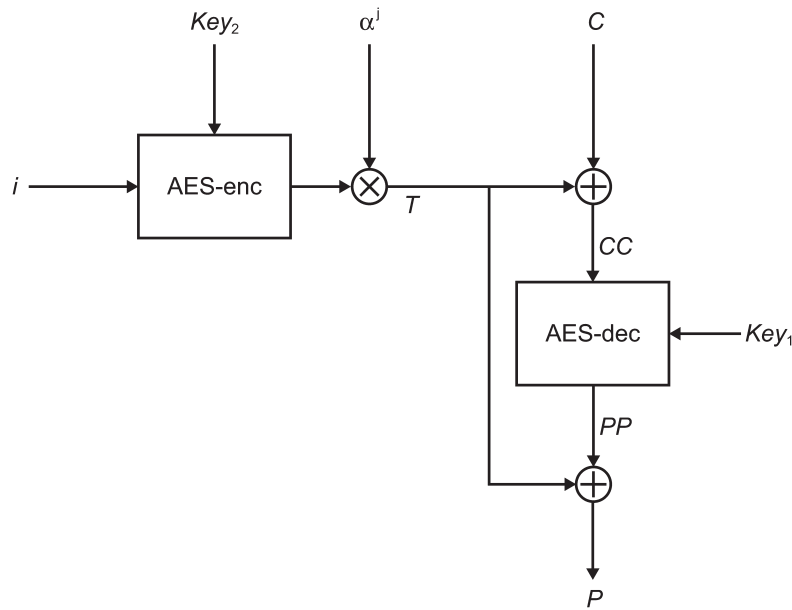 Key₂
αʲ
C
i
AES-enc
T
CC
AES-dec
Key₁
PP
P